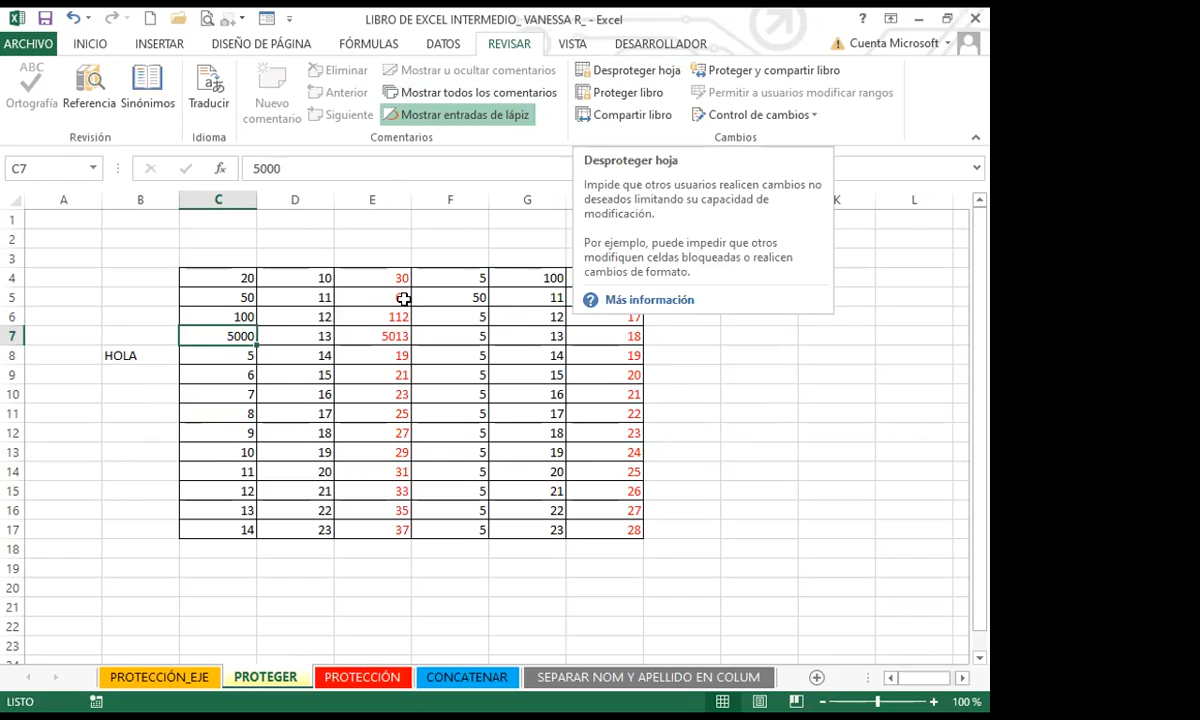 LIBRO DE EXCEL INTERMEDIO_ VANESSA R_ - Excel
ARCHIVO INICIO INSERTAR DISEÑO DE PÁGINA FÓRMULAS DATOS REVISAR VISTA DESARROLLADOR Cuenta Microsoft
ABC
Ortografía Referencia Sinónimos
Revisión
Traducir
Idioma
Nuevo
comentario
Eliminar
Anterior
Siguiente
Mostrar u ocultar comentarios
Mostrar todos los comentarios
Mostrar entradas de lápiz
Comentarios
Desproteger hoja
Proteger libro
Compartir libro
Proteger y compartir libro
Permitir a usuarios modificar rangos
Control de cambios
Cambios
C7 fx 5000
Desproteger hoja
Impide que otros usuarios realicen cambios no
deseados limitando su capacidad de
modificación.
Por ejemplo, puede impedir que otros
modifiquen celdas bloqueadas o realicen
cambios de formato.
Más información
A B C D E F G K L
1
2
3
4 20 10 30 5 100
5 50 11 50 11
6 100 12 112 5 12 17
7 5000 13 5013 5 13 18
8 HOLA 5 14 19 5 14 19
9 6 15 21 5 15 20
10 7 16 23 5 16 21
11 8 17 25 5 17 22
12 9 18 27 5 18 23
13 10 19 29 5 19 24
14 11 20 31 5 20 25
15 12 21 33 5 21 26
16 13 22 35 5 22 27
17 14 23 37 5 23 28
18
19
20
21
22
23
PROTECCIÓN_EJE PROTEGER PROTECCIÓN CONCATENAR SEPARAR NOM Y APELLIDO EN COLUM
LISTO 100 %